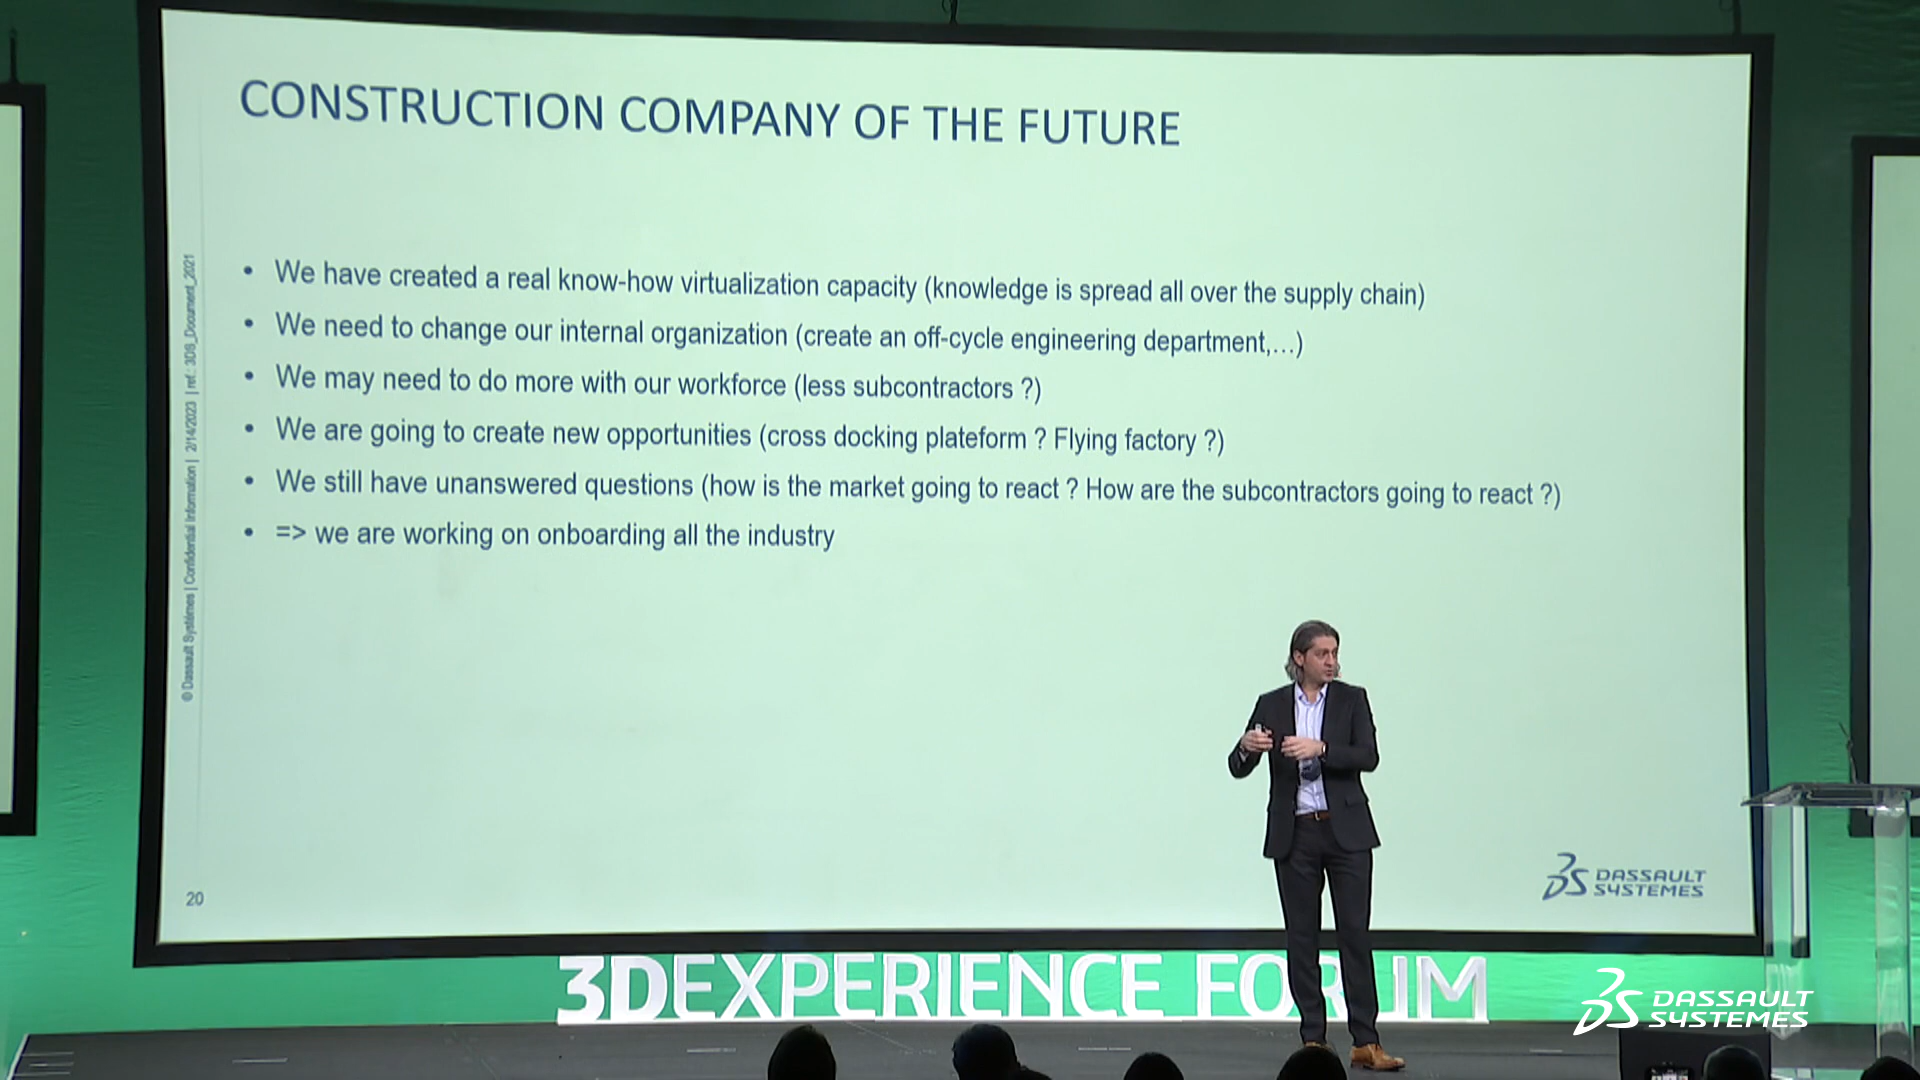 CONSTRUCTION COMPANY OF THE FUTURE
• We have created a real know-how virtualization capacity (knowledge is spread all over the supply chain)
• We need to change our internal organization (create an off-cycle engineering department,...)
• We may need to do more with our workforce (less subcontractors ?)
• We are going to create new opportunities (cross docking plateform ? Flying factory ?)
• We still have unanswered questions (how is the market going to react ? How are the subcontractors going to react ?)
• => we are working on onboarding all the industry
© Dassault Systèmes | Confidential Information | 2/14/2023 | ref.: 3DS_Document_2021
20
DASSAULT
SYSTEMES
3DEXPERIENCE FORUM
DASSAULT
SYSTEMES